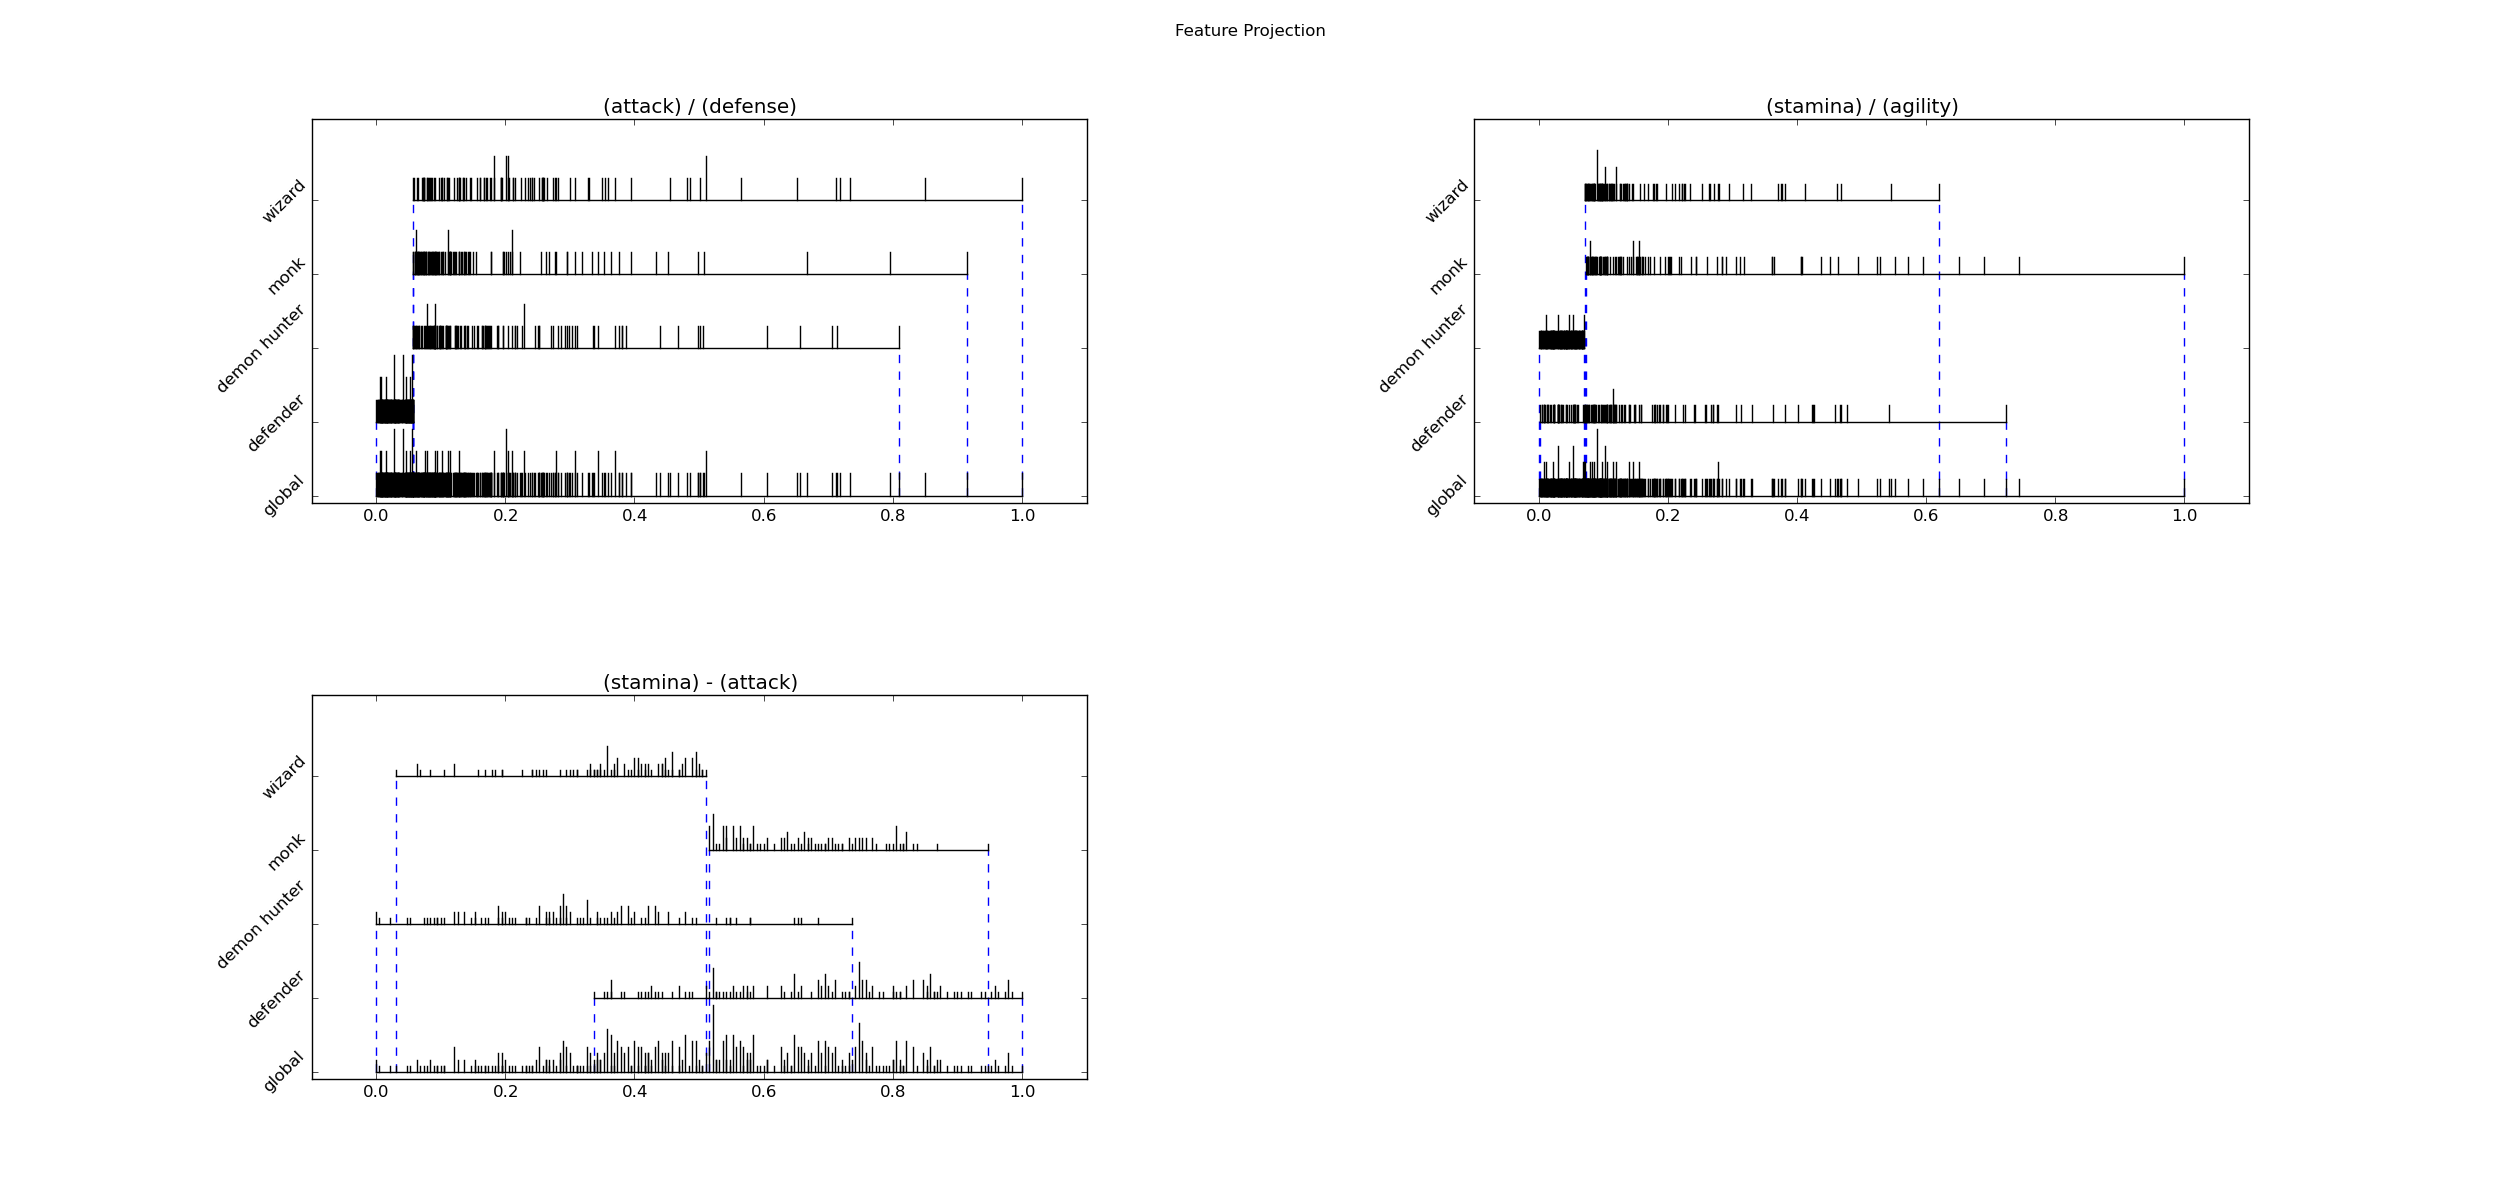 Feature Projection
(attack) / (defense)
wizard
monk
demon hunter
defender
global
0.0 0.2 0.4 0.6 0.8 1.0
(stamina) / (agility)
wizard
monk
demon hunter
defender
global
0.0 0.2 0.4 0.6 0.8 1.0
(stamina) - (attack)
wizard
monk
demon hunter
defender
global
0.0 0.2 0.4 0.6 0.8 1.0